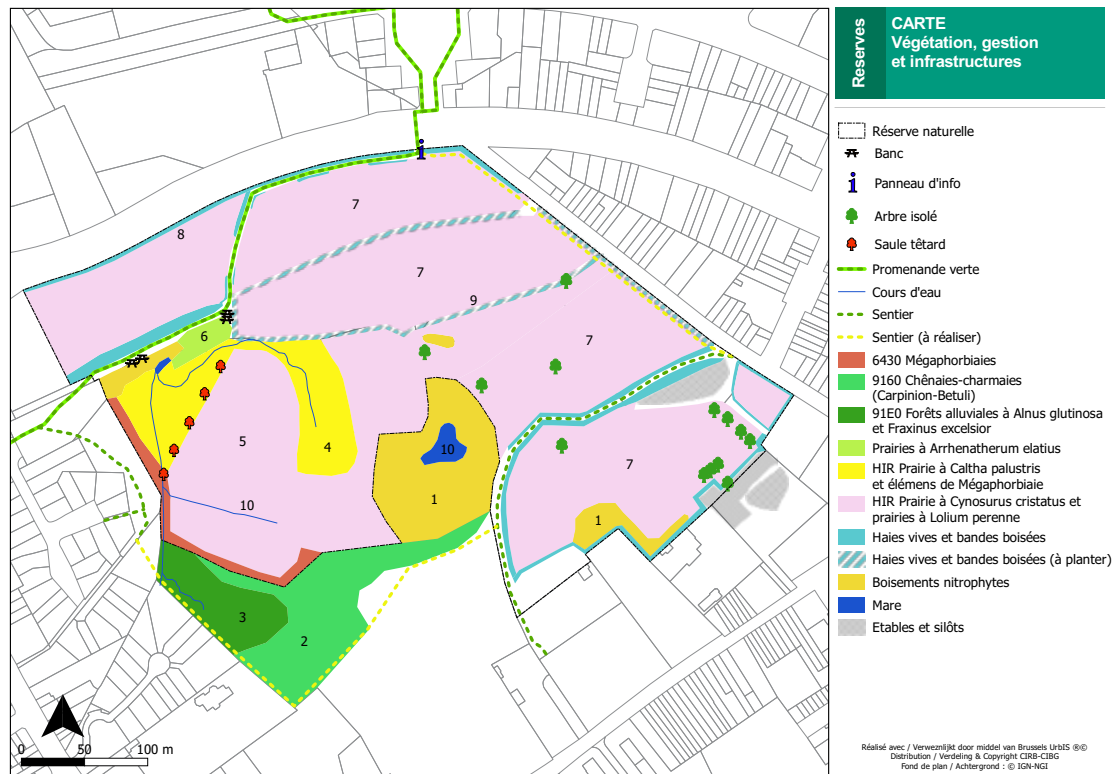 Reserves
CARTE
Végétation, gestion
et infrastructures
Réserve naturelle
Banc
Panneau d'info
Arbre isolé
Saule têtard
Promenande verte
Cours d'eau
Sentier
Sentier (à réaliser)
6430 Mégaphorbiaies
9160 Chênaies-charmaies
(Carpinion-Betuli)
91E0 Forêts alluviales à Alnus glutinosa
et Fraxinus excelsior
Prairies à Arrhenatherum elatius
HIR Prairie à Caltha palustris
et élémens de Mégaphorbiaie
HIR Prairie à Cynosurus cristatus et
prairies à Lolium perenne
Haies vives et bandes boisées
Haies vives et bandes boisées (à planter)
Boisements nitrophytes
Mare
Etables et silôts
i
7
8
7
9
6
7
5
4
10
7
10
1
1
3
2
0 50 100 m
Réalisé avec / Verweznlijkt door middel van Brussels UrbIS ®©
Distribution / Verdeling & Copyright CIRB-CIBG
Fond de plan / Achtergrond : © IGN-NGI